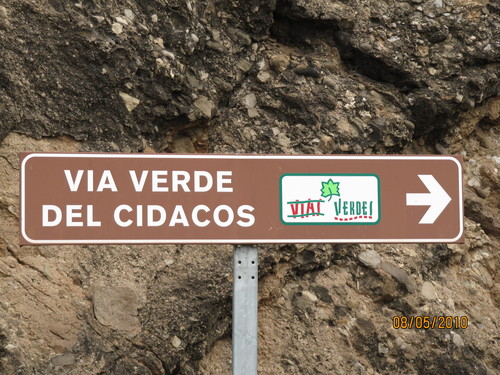 VIA VERDE
DEL CIDACOS
VIAS VERDES
08/05/2010